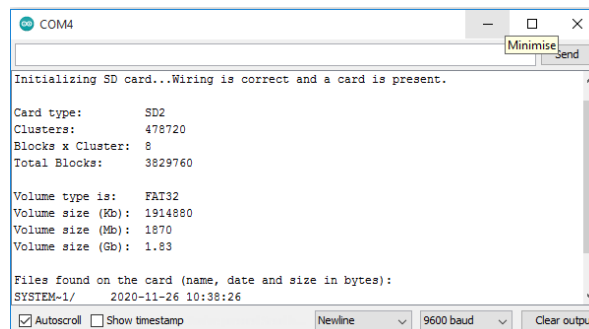 COM4
Minimise
Send
Initializing SD card...Wiring is correct and a card is present.
Card type: SD2
Clusters: 478720
Blocks x Cluster: 8
Total Blocks: 3829760
Volume type is: FAT32
Volume size (Kb): 1914880
Volume size (Mb): 1870
Volume size (Gb): 1.83
Files found on the card (name, date and size in bytes):
SYSTEM~1/ 2020-11-26 10:38:26
Autoscroll Show timestamp Newline 9600 baud Clear outpu